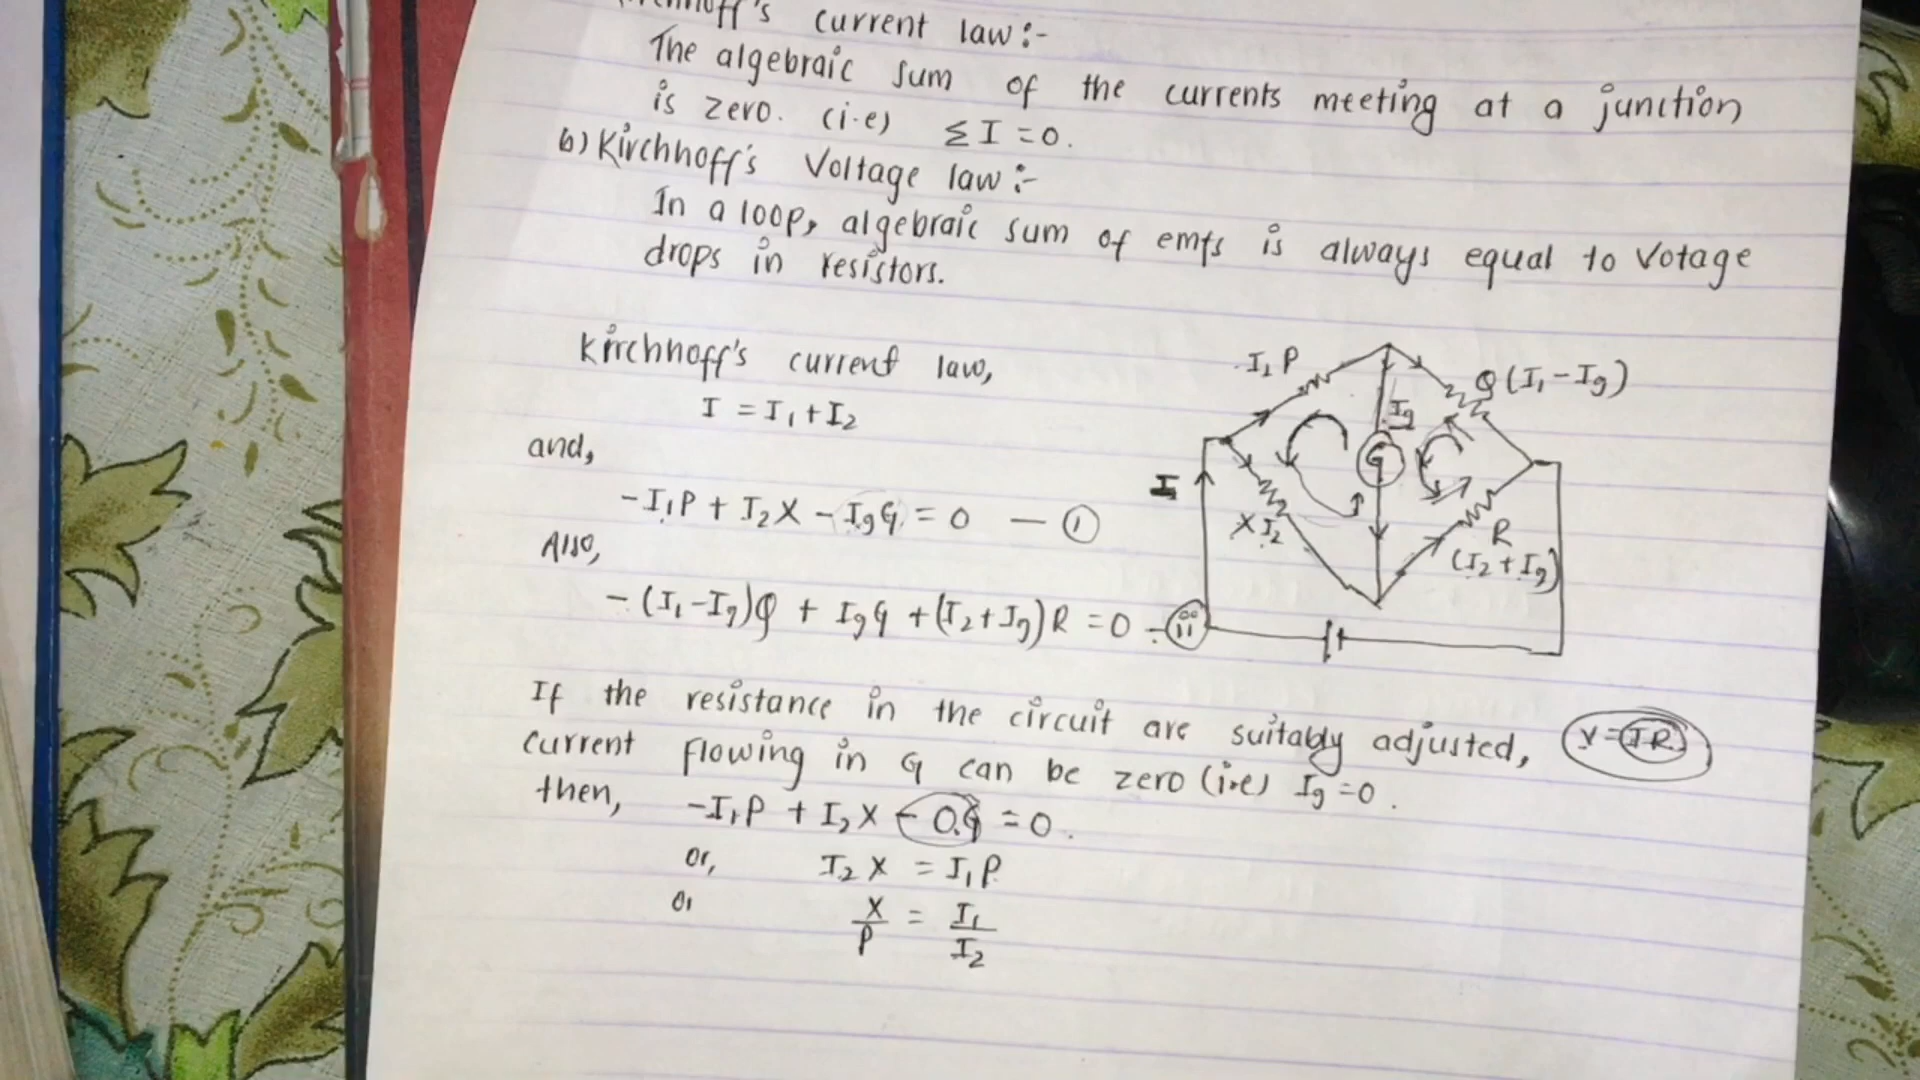 current law:-
The algebraic sum of the currents meeting at a junction
is zero. (i.e) ΣI = 0.
b) Kirchhoff's Voltage law:-
In a loop, algebraic sum of emfs is always equal to Votage
drops in resistors.
Kirchhoff's current law,
I = I₁ + I₂
and,
-I₁P + I₂X - IgG = 0 — ①
Also,
-(I₁-Ig)Q + IgG + (I₂+Ig)R = 0 - (ii)
I₁ P
Q (I₁ - Ig)
Ig
G
I
X I₂
R
(I₂ + Ig)
If the resistance in the circuit are suitably adjusted,
V = IR
current flowing in G can be zero (i.e) Ig = 0.
then, -I₁P + I₂X - 0.G = 0.
or, I₂X = I₁P
or X/P = I₁/I₂